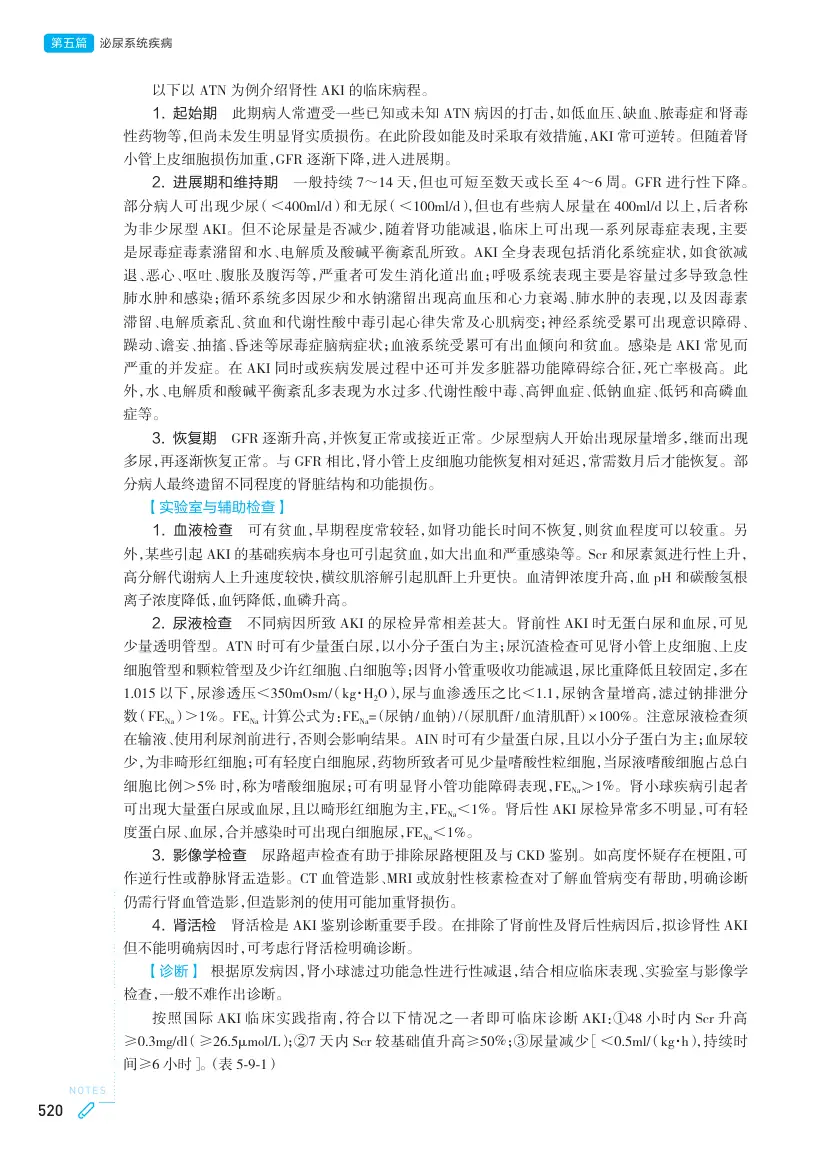 第五篇 泌尿系统疾病
以下以 ATN 为例介绍肾性 AKI 的临床病程。
1. 起始期 此期病人常遭受一些已知或未知 ATN 病因的打击,如低血压、缺血、脓毒症和肾毒
性药物等,但尚未发生明显肾实质损伤。在此阶段如能及时采取有效措施,AKI 常可逆转。但随着肾
小管上皮细胞损伤加重,GFR 逐渐下降,进入进展期。
2. 进展期和维持期 一般持续 7～14 天,但也可短至数天或长至 4～6 周。GFR 进行性下降。
部分病人可出现少尿(<400ml/d)和无尿(<100ml/d),但也有些病人尿量在 400ml/d 以上,后者称
为非少尿型 AKI。但不论尿量是否减少,随着肾功能减退,临床上可出现一系列尿毒症表现,主要
是尿毒症毒素潴留和水、电解质及酸碱平衡紊乱所致。AKI 全身表现包括消化系统症状,如食欲减
退、恶心、呕吐、腹胀及腹泻等,严重者可发生消化道出血;呼吸系统表现主要是容量过多导致急性
肺水肿和感染;循环系统多因尿少和水钠潴留出现高血压和心力衰竭、肺水肿的表现,以及因毒素
滞留、电解质紊乱、贫血和代谢性酸中毒引起心律失常及心肌病变;神经系统受累可出现意识障碍、
躁动、谵妄、抽搐、昏迷等尿毒症脑病症状;血液系统受累可有出血倾向和贫血。感染是 AKI 常见而
严重的并发症。在 AKI 同时或疾病发展过程中还可并发多脏器功能障碍综合征,死亡率极高。此
外,水、电解质和酸碱平衡紊乱多表现为水过多、代谢性酸中毒、高钾血症、低钠血症、低钙和高磷血
症等。
3. 恢复期 GFR 逐渐升高,并恢复正常或接近正常。少尿型病人开始出现尿量增多,继而出现
多尿,再逐渐恢复正常。与 GFR 相比,肾小管上皮细胞功能恢复相对延迟,常需数月后才能恢复。部
分病人最终遗留不同程度的肾脏结构和功能损伤。
【实验室与辅助检查】
1. 血液检查 可有贫血,早期程度常较轻,如肾功能长时间不恢复,则贫血程度可以较重。另
外,某些引起 AKI 的基础疾病本身也可引起贫血,如大出血和严重感染等。Scr 和尿素氮进行性上升,
高分解代谢病人上升速度较快,横纹肌溶解引起肌酐上升更快。血清钾浓度升高,血 pH 和碳酸氢根
离子浓度降低,血钙降低,血磷升高。
2. 尿液检查 不同病因所致 AKI 的尿检异常相差甚大。肾前性 AKI 时无蛋白尿和血尿,可见
少量透明管型。ATN 时可有少量蛋白尿,以小分子蛋白为主;尿沉渣检查可见肾小管上皮细胞、上皮
细胞管型和颗粒管型及少许红细胞、白细胞等;因肾小管重吸收功能减退,尿比重降低且较固定,多在
1.015 以下,尿渗透压<350mOsm/(kg·H₂O),尿与血渗透压之比<1.1,尿钠含量增高,滤过钠排泄分
数(FENa)>1%。FENa 计算公式为:FENa=(尿钠/血钠)/(尿肌酐/血清肌酐)×100%。注意尿液检查须
在输液、使用利尿剂前进行,否则会影响结果。AIN 时可有少量蛋白尿,且以小分子蛋白为主;血尿较
少,为非畸形红细胞;可有轻度白细胞尿,药物所致者可见少量嗜酸性粒细胞,当尿液嗜酸细胞占总白
细胞比例>5% 时,称为嗜酸细胞尿;可有明显肾小管功能障碍表现,FENa>1%。肾小球疾病引起者
可出现大量蛋白尿或血尿,且以畸形红细胞为主,FENa<1%。肾后性 AKI 尿检异常多不明显,可有轻
度蛋白尿、血尿,合并感染时可出现白细胞尿,FENa<1%。
3. 影像学检查 尿路超声检查有助于排除尿路梗阻及与 CKD 鉴别。如高度怀疑存在梗阻,可
作逆行性或静脉肾盂造影。CT 血管造影、MRI 或放射性核素检查对了解血管病变有帮助,明确诊断
仍需行肾血管造影,但造影剂的使用可能加重肾损伤。
4. 肾活检 肾活检是 AKI 鉴别诊断重要手段。在排除了肾前性及肾后性病因后,拟诊肾性 AKI
但不能明确病因时,可考虑行肾活检明确诊断。
【诊断】 根据原发病因,肾小球滤过功能急性进行性减退,结合相应临床表现、实验室与影像学
检查,一般不难作出诊断。
按照国际 AKI 临床实践指南,符合以下情况之一者即可临床诊断 AKI:①48 小时内 Scr 升高
≥0.3mg/dl(≥26.5μmol/L);②7 天内 Scr 较基础值升高≥50%;③尿量减少[<0.5ml/(kg·h),持续时
间≥6 小时]。(表 5-9-1)
NOTES
520